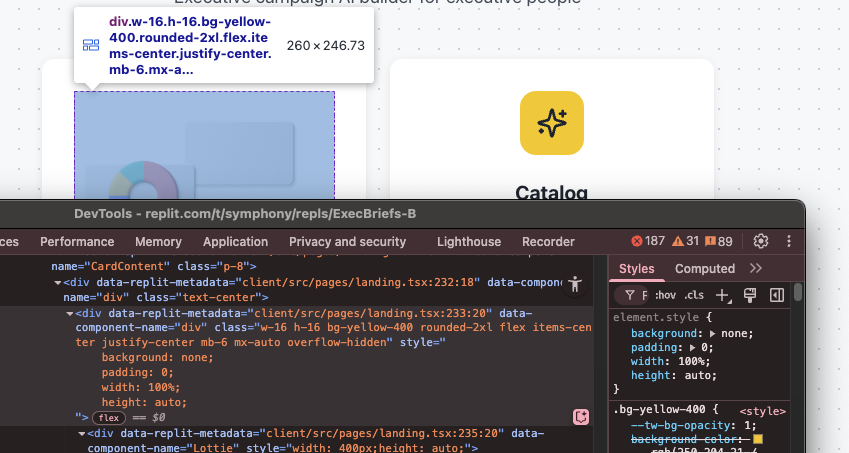 Executive campaign AI builder for executive people
div.w-16.h-16.bg-yellow-
400.rounded-2xl.flex.ite
ms-center.justify-center.
mb-6.mx-a...
260 × 246.73
Catalog
DevTools - replit.com/t/symphony/repls/ExecBriefs-B
ces Performance Memory Application Privacy and security Lighthouse Recorder 187 31 89
name="CardContent" class="p-8">
<div data-replit-metadata="client/src/pages/landing.tsx:232:18" data-compon
name="div" class="text-center">
<div data-replit-metadata="client/src/pages/landing.tsx:233:20" data-
component-name="div" class="w-16 h-16 bg-yellow-400 rounded-2xl flex items-cen
ter justify-center mb-6 mx-auto overflow-hidden" style="
background: none;
padding: 0;
width: 100%;
height: auto;
"> flex == $0
<div data-replit-metadata="client/src/pages/landing.tsx:235:20" data-
component-name="Lottie" style="width: 400px;height: auto;">
Styles Computed
F :hov .cls
element.style {
background: none;
padding: 0;
width: 100%;
height: auto;
}
.bg-yellow-400 { <style>
--tw-bg-opacity: 1;
background-color: